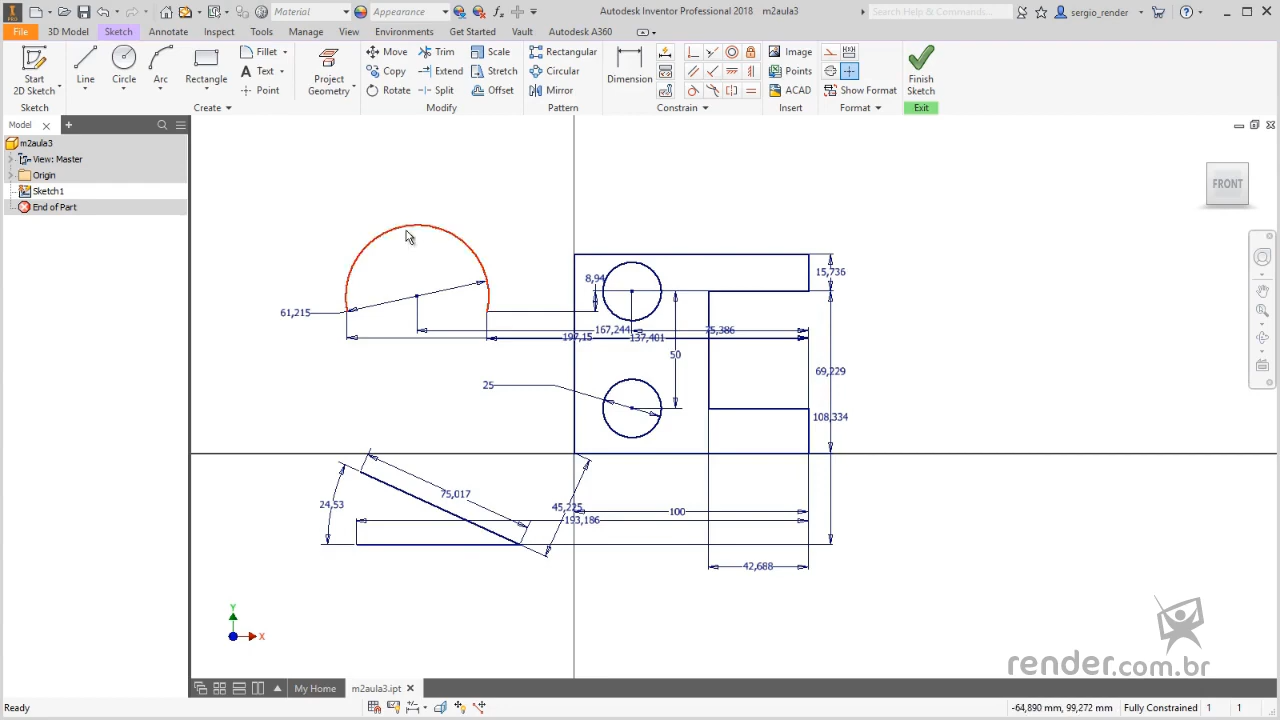 PRO
Material
Appearance
Autodesk Inventor Professional 2018 m2aula3
Search Help & Commands...
sergio_render
File 3D Model Sketch Annotate Inspect Tools Manage View Environments Get Started Vault Autodesk A360
Start
2D Sketch
Line
Circle
Arc
Rectangle
Fillet
Text
Point
Project
Geometry
Move Trim Scale
Copy Extend Stretch
Rotate Split Offset
Rectangular
Circular
Mirror
Dimension
Image
Points
ACAD
Show Format
Finish
Sketch
Sketch Create Modify Pattern Constrain Insert Format Exit
Model
m2aula3
View: Master
Origin
Sketch1
End of Part
FRONT
61,215
8,94
15,736
167,244
75,386
197,15
137,401
50
69,229
25
108,334
75,017
24,53
45,225
100
193,186
42,688
Y
X
render.com.br
My Home m2aula3.ipt
Ready
-64,890 mm, 99,272 mm Fully Constrained 1 1